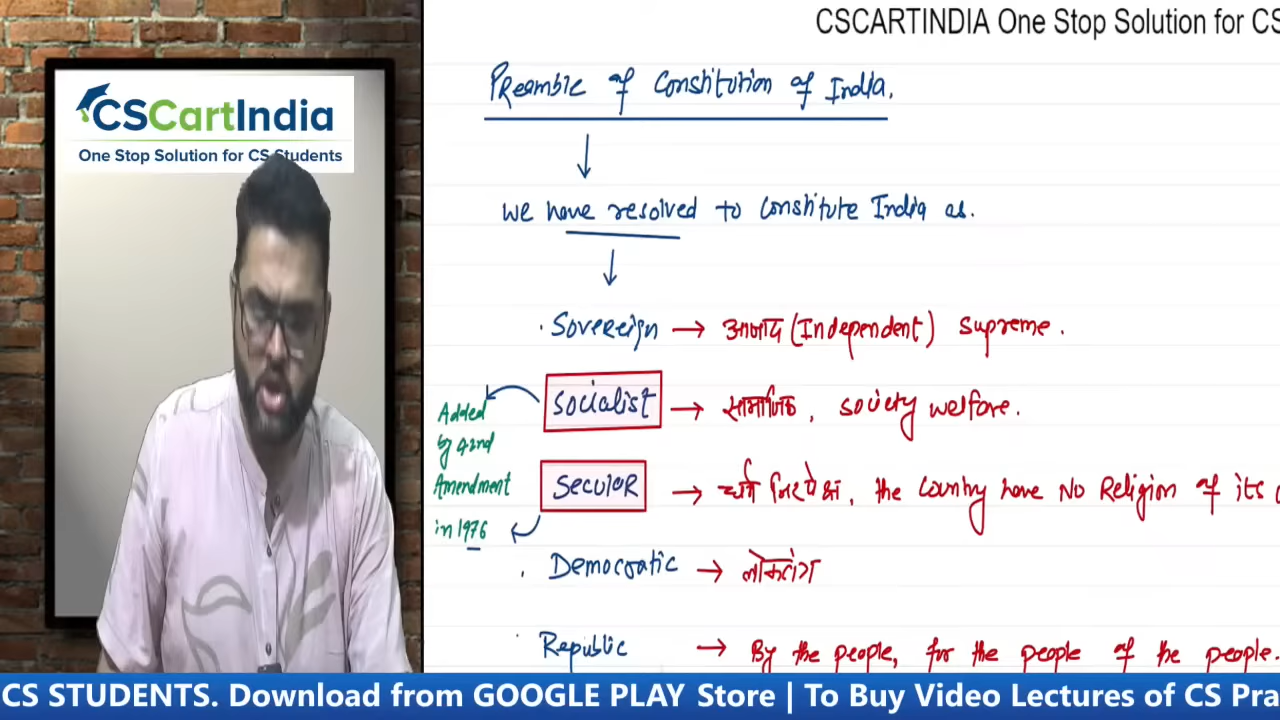 CSCARTINDIA One Stop Solution for CS
CSCartIndia
One Stop Solution for CS Students
Preamble of Constitution of India.
We have resolved to constitute India as.
Sovereign → आजाद (Independent) Supreme.
Socialist → सामाजिक, society welfare.
Added by 42nd Amendment in 1976
Secular → धर्म निरपेक्ष, the Country have No Religion of its
Democratic → लोकतंत्र
Republic → By the people, for the people of the people.
CS STUDENTS. Download from GOOGLE PLAY Store | To Buy Video Lectures of CS Pra